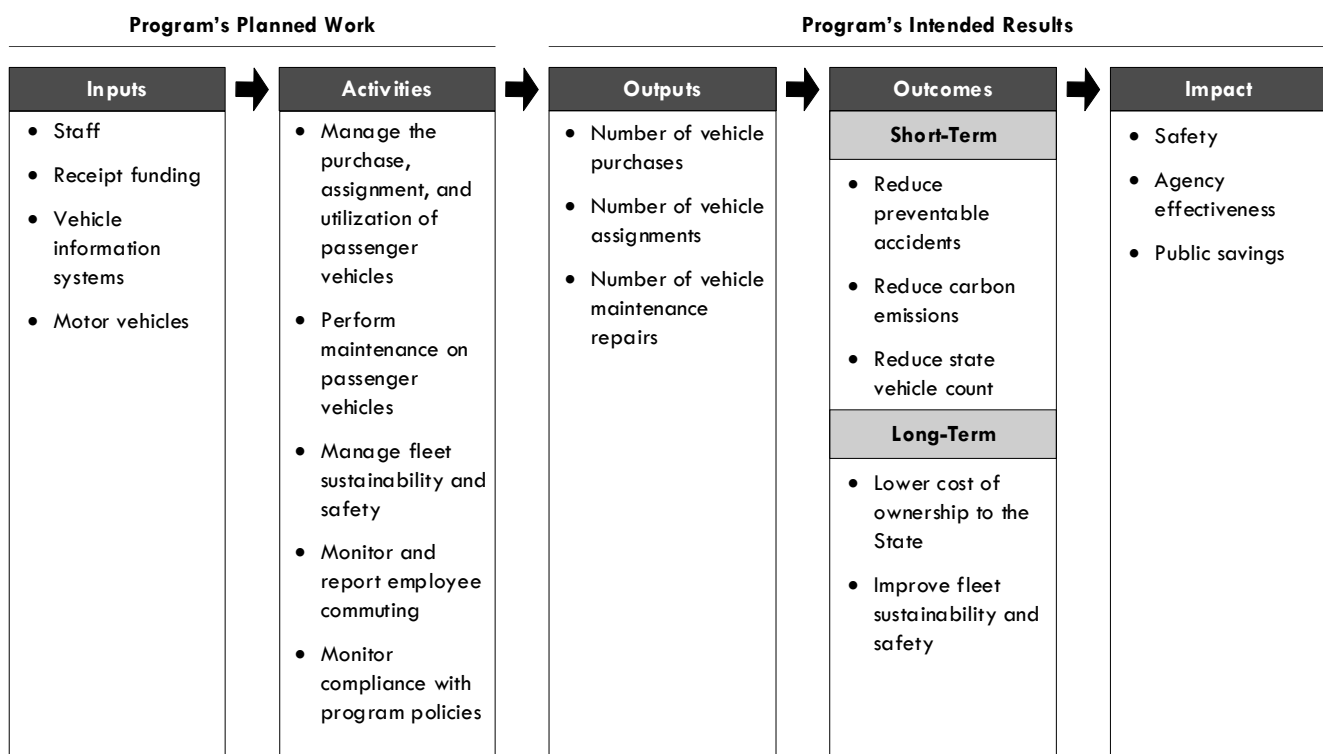 Program’s Planned Work
Program’s Intended Results
Inputs
• Staff
• Receipt funding
• Vehicle
information
systems
• Motor vehicles
Activities
• Manage the
purchase,
assignment, and
utilization of
passenger
vehicles
• Perform
maintenance on
passenger
vehicles
• Manage fleet
sustainability and
safety
• Monitor and
report employee
commuting
• Monitor
compliance with
program policies
Outputs
• Number of vehicle
purchases
• Number of vehicle
assignments
• Number of vehicle
maintenance
repairs
Outcomes
Short-Term
• Reduce
preventable
accidents
• Reduce carbon
emissions
• Reduce state
vehicle count
Long-Term
• Lower cost of
ownership to the
State
• Improve fleet
sustainability and
safety
Impact
• Safety
• Agency
effectiveness
• Public savings